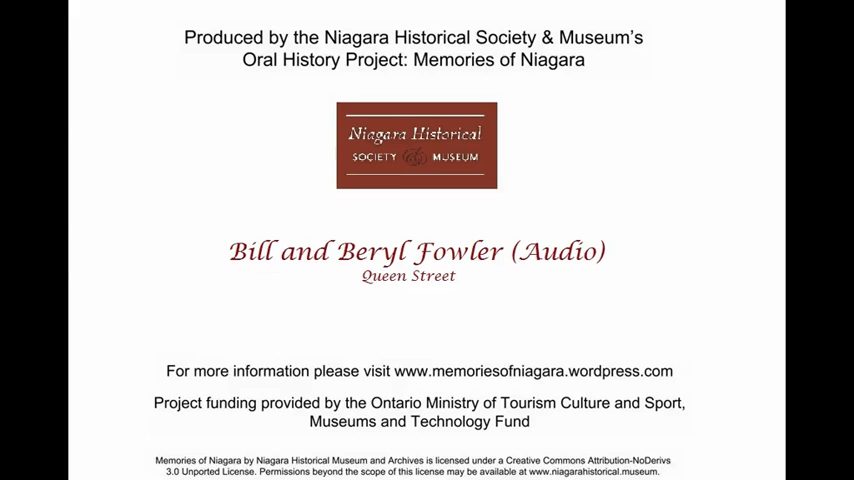 Produced by the Niagara Historical Society & Museum's
Oral History Project: Memories of Niagara
Niagara Historical
SOCIETY & MUSEUM
Bill and Beryl Fowler (Audio)
Queen Street
For more information please visit www.memoriesofniagara.wordpress.com
Project funding provided by the Ontario Ministry of Tourism Culture and Sport,
Museums and Technology Fund
Memories of Niagara by Niagara Historical Museum and Archives is licensed under a Creative Commons Attribution-NoDerivs
3.0 Unported License. Permissions beyond the scope of this license may be available at www.niagarahistorical.museum.